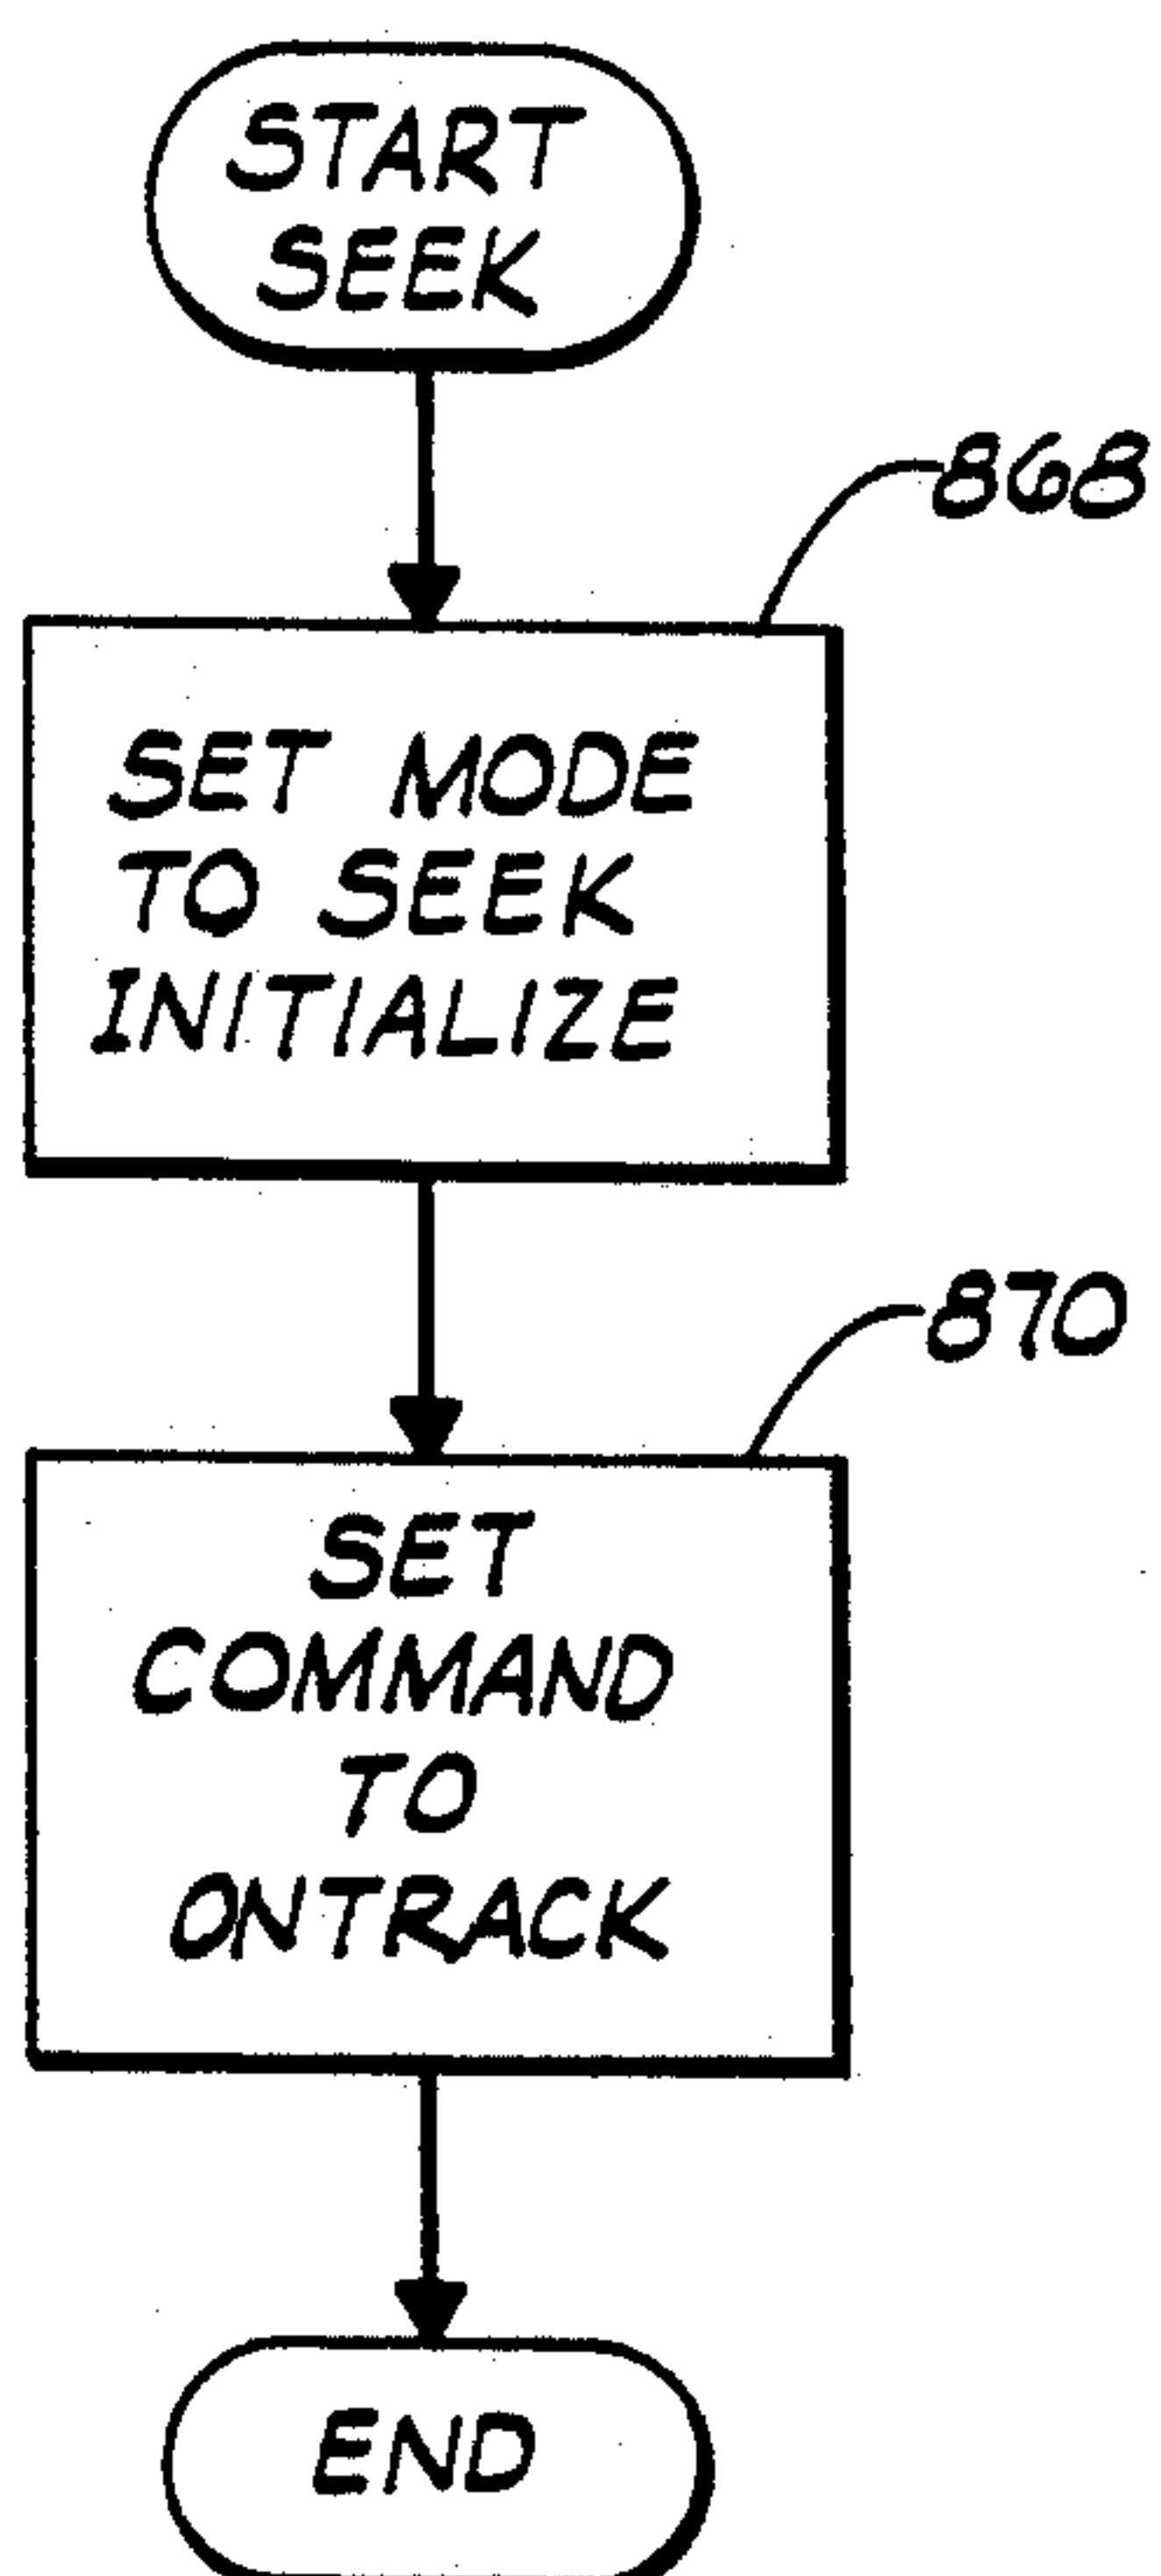 START
SEEK
868
SET MODE
TO SEEK
INITIALIZE
870
SET
COMMAND
TO
ONTRACK
END